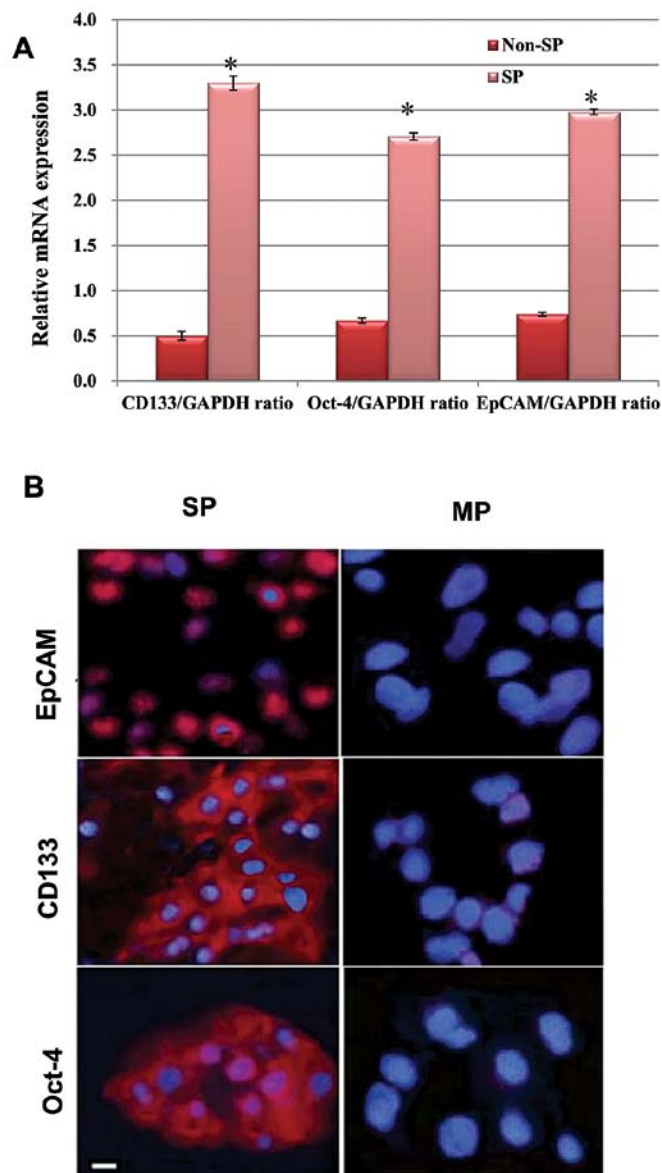 A
4.0
3.5
3.0
2.5
2.0
1.5
1.0
0.5
0.0
Relative mRNA expression
Non-SP
SP
*
*
*
CD133/GAPDH ratio
Oct-4/GAPDH ratio
EpCAM/GAPDH ratio
B
SP
MP
EpCAM
CD133
Oct-4